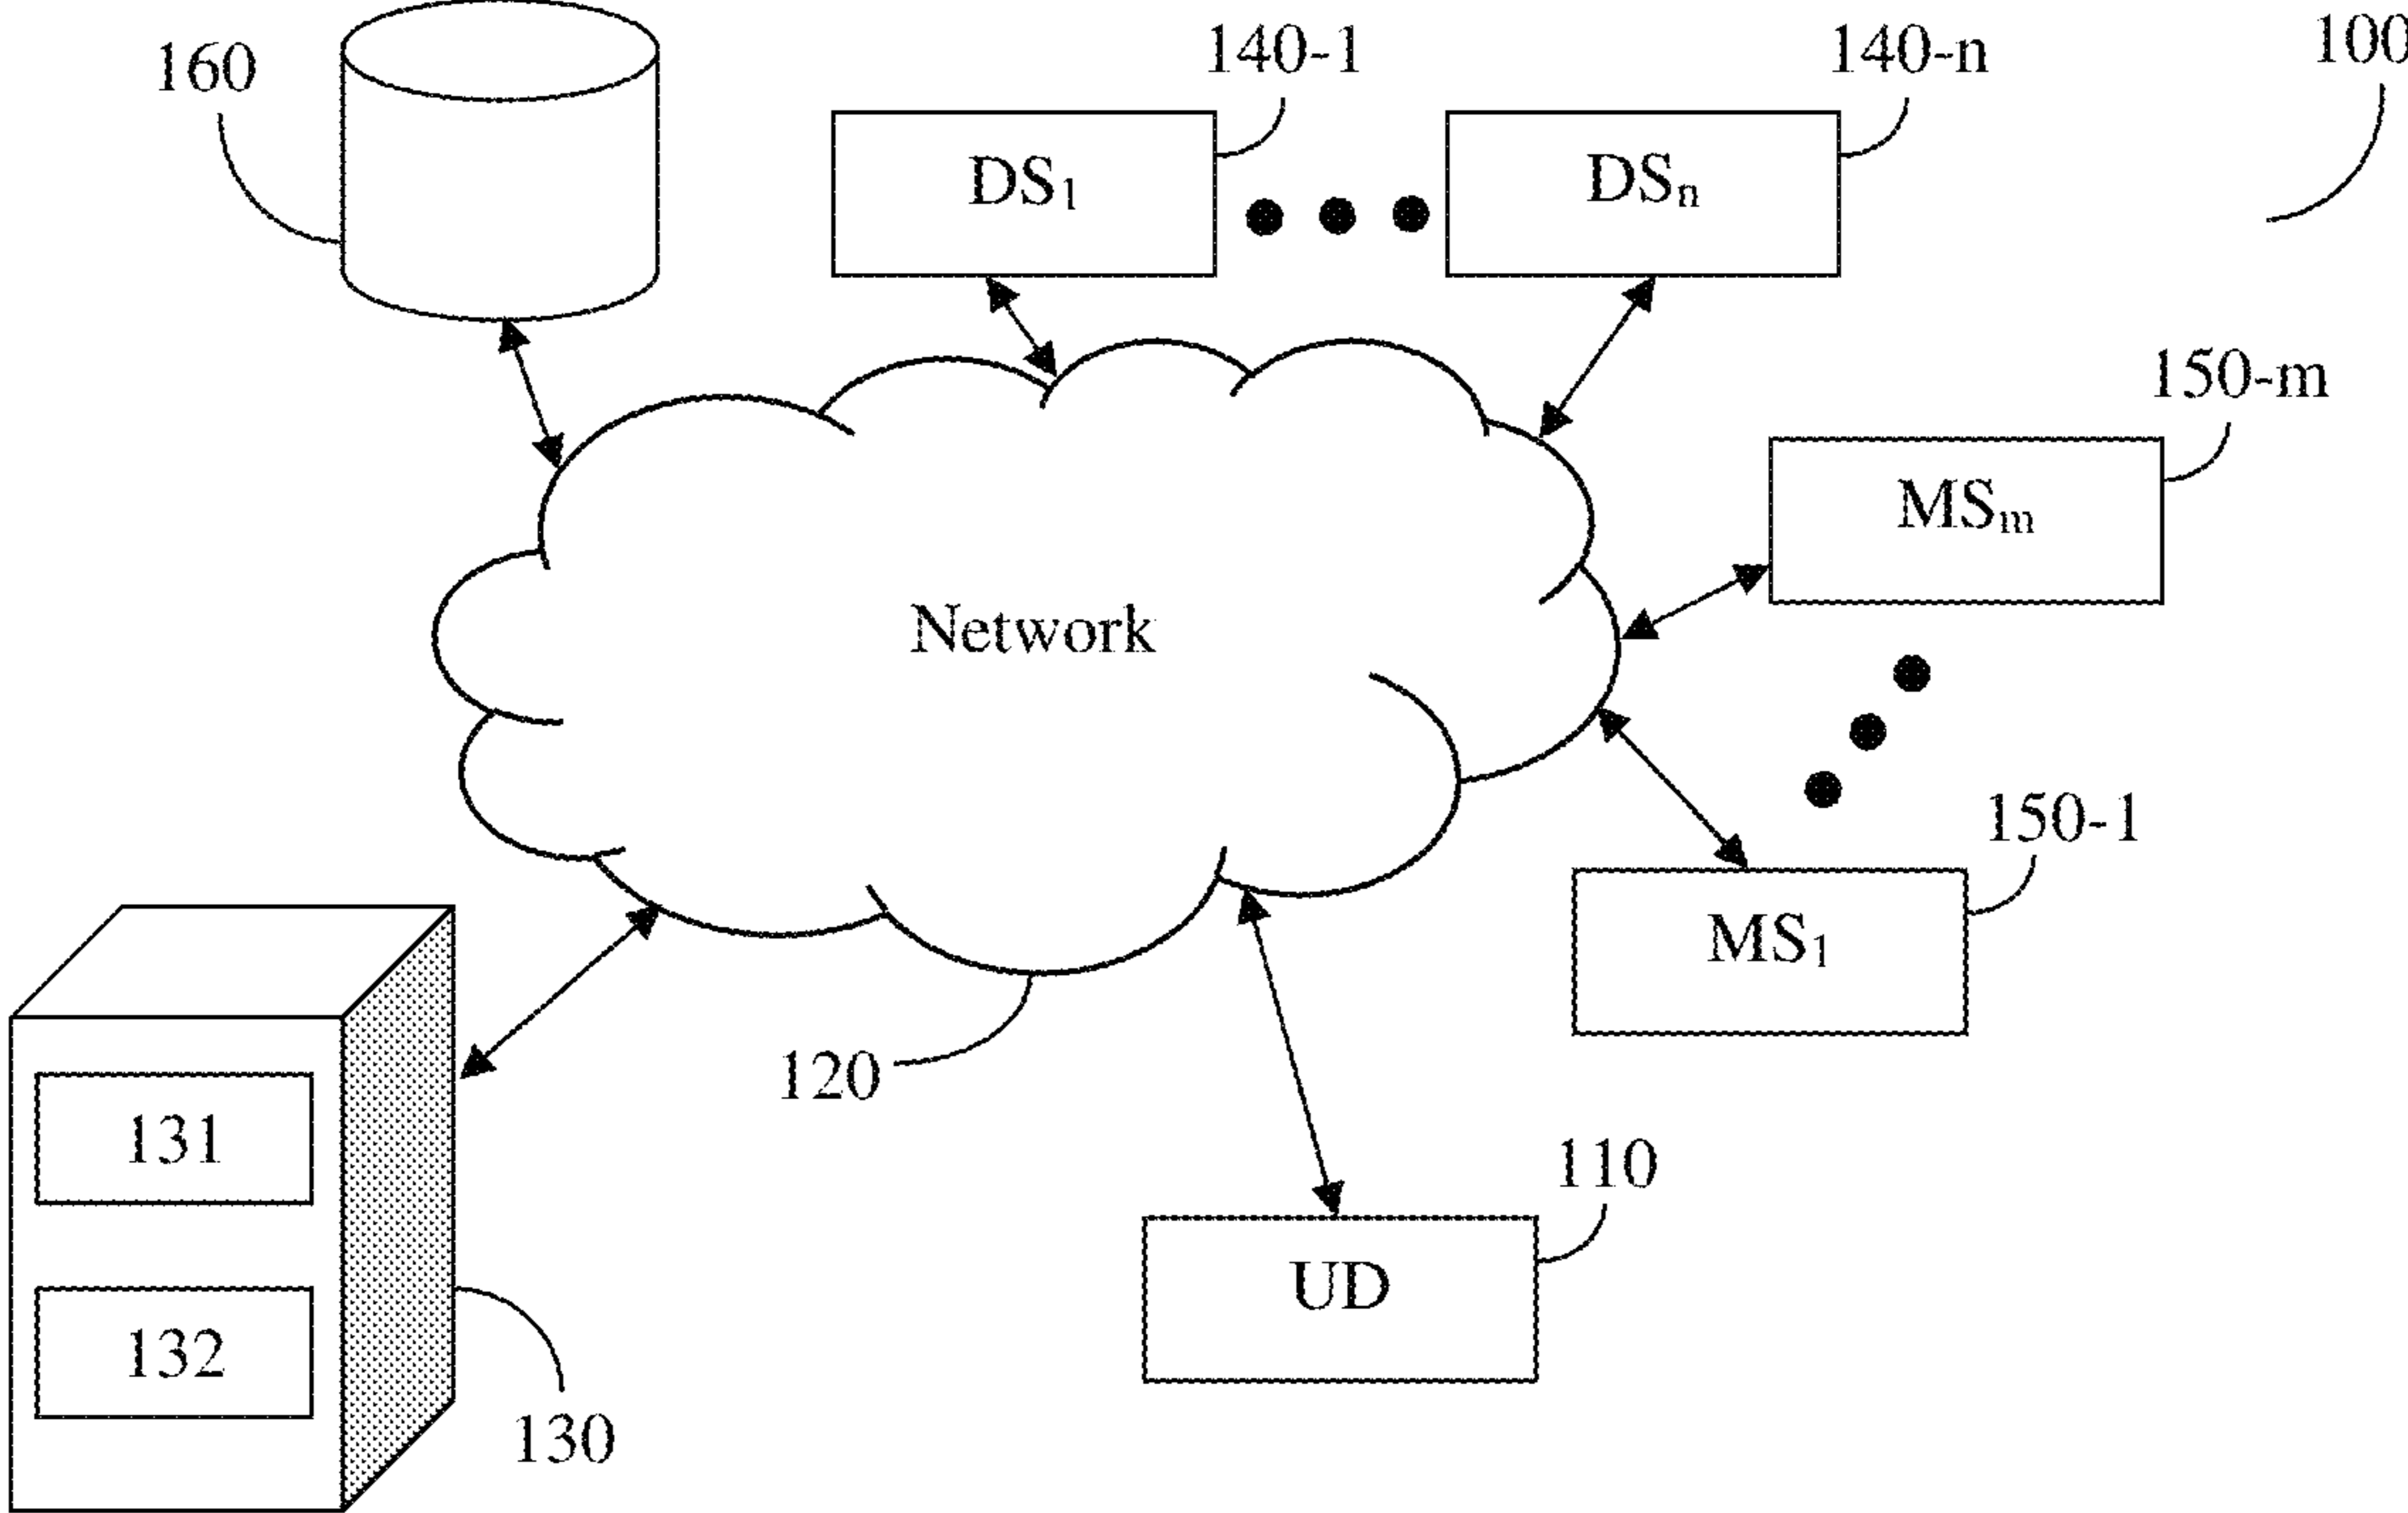 100
140-1
140-n
160
DS₁
DSₙ
150-m
MSₘ
Network
150-1
MS₁
120
131
110
UD
132
130